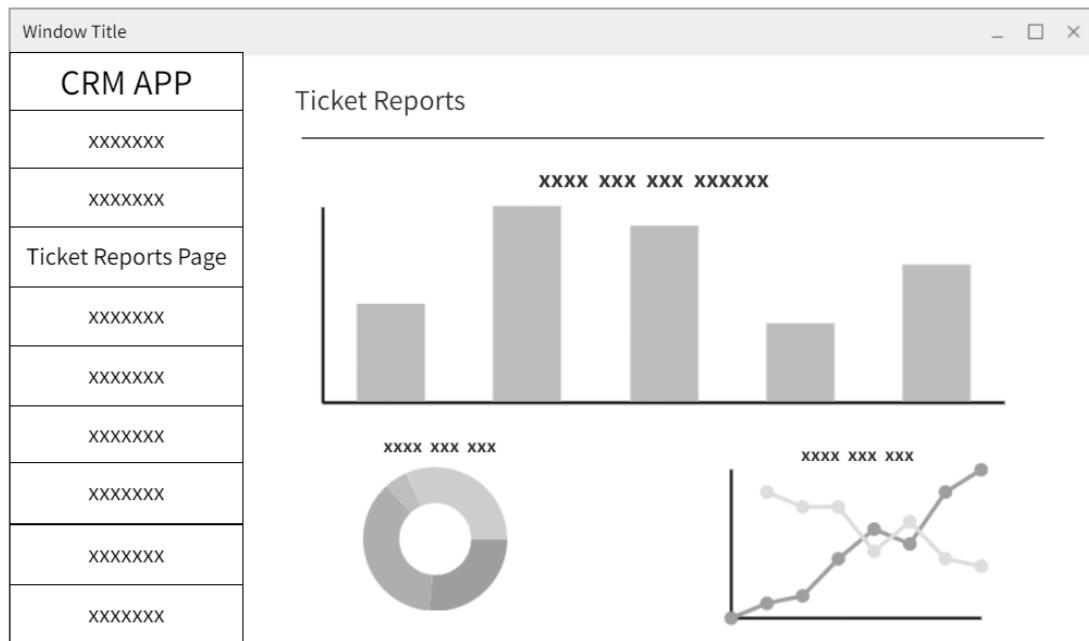 Window Title
CRM APP
xxxxxxx
xxxxxxx
Ticket Reports Page
xxxxxxx
xxxxxxx
xxxxxxx
xxxxxxx
xxxxxxx
xxxxxxx
Ticket Reports
xxxx xxx xxx xxxxxx
xxxx xxx xxx
xxxx xxx xxx